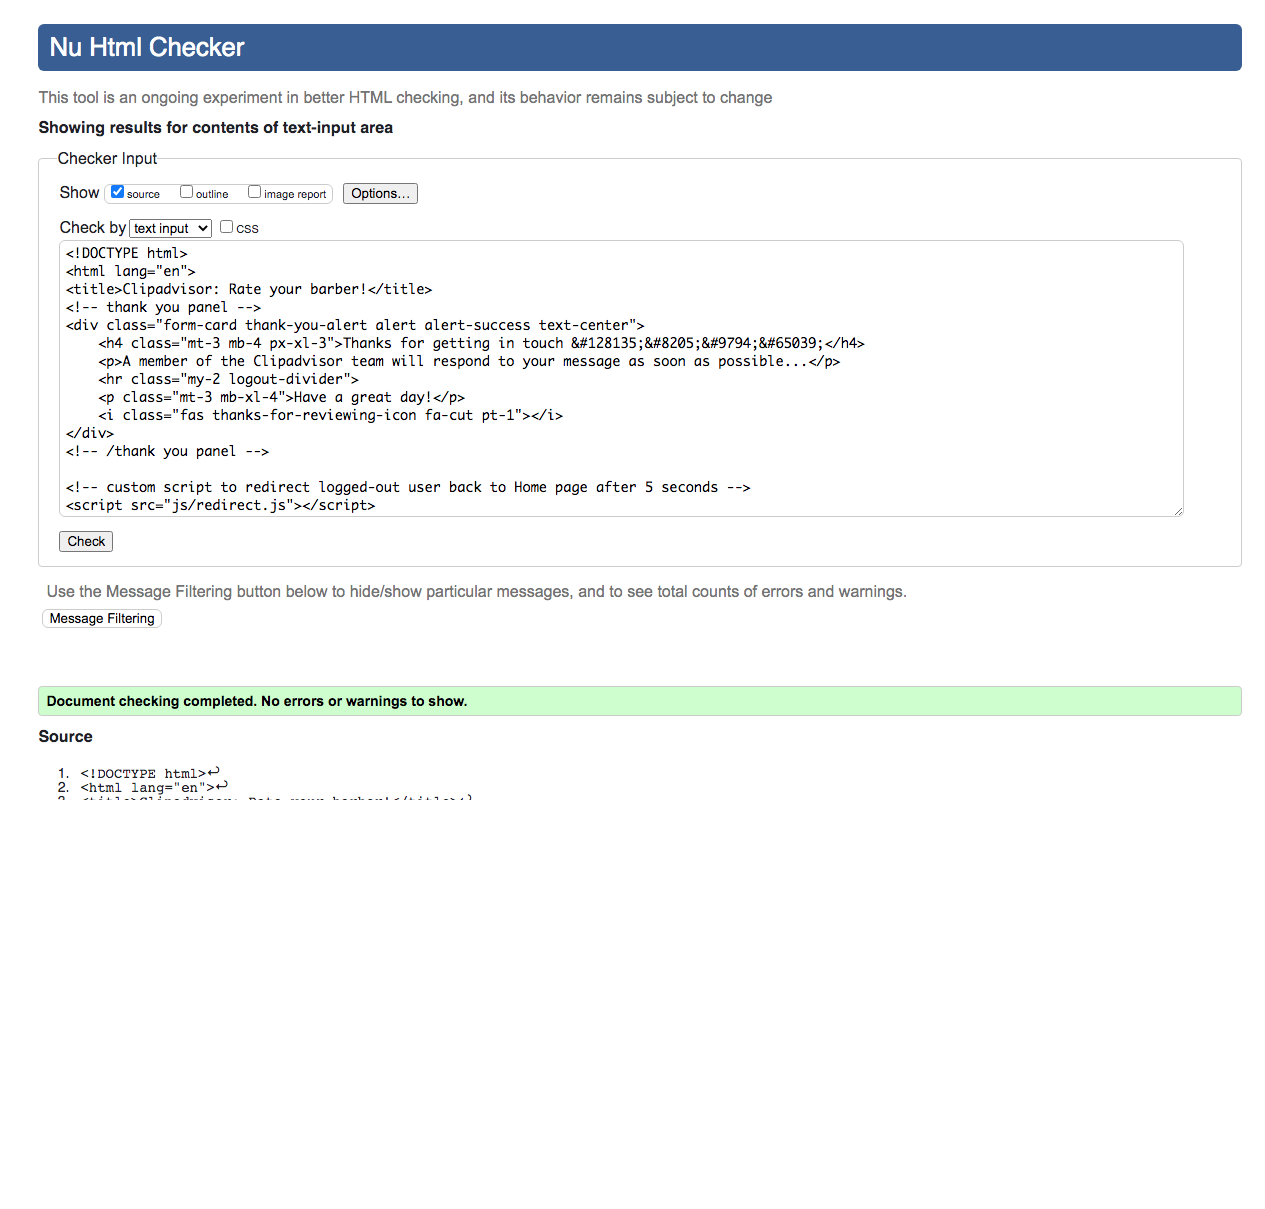 Nu Html Checker
This tool is an ongoing experiment in better HTML checking, and its behavior remains subject to change
Showing results for contents of text-input area
Checker Input
Show source outline image report Options...
Check by text input CSS
<!DOCTYPE html>
<html lang="en">
<title>Clipadvisor: Rate your barber!</title>
<!-- thank you panel -->
<div class="form-card thank-you-alert alert alert-success text-center">
    <h4 class="mt-3 mb-4 px-xl-3">Thanks for getting in touch &#128135;&#8205;&#9794;&#65039;</h4>
    <p>A member of the Clipadvisor team will respond to your message as soon as possible...</p>
    <hr class="my-2 logout-divider">
    <p class="mt-3 mb-xl-4">Have a great day!</p>
    <i class="fas thanks-for-reviewing-icon fa-cut pt-1"></i>
</div>
<!-- /thank you panel -->
<!-- custom script to redirect logged-out user back to Home page after 5 seconds -->
<script src="js/redirect.js"></script>
Check
Use the Message Filtering button below to hide/show particular messages, and to see total counts of errors and warnings.
Message Filtering
Document checking completed. No errors or warnings to show.
Source
1. <!DOCTYPE html>↩
2. <html lang="en">↩
3. <title>Clipadvisor: Rate your barber!</title>↩